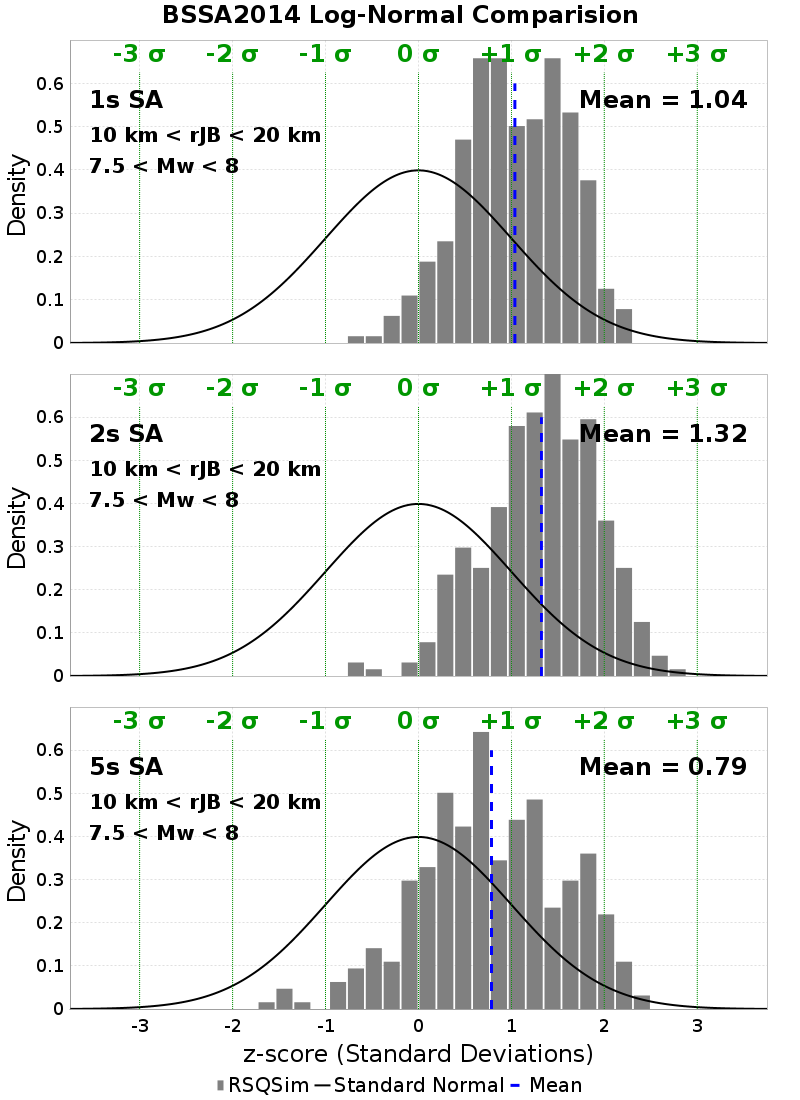 BSSA2014 Log-Normal Comparision
-3 σ -2 σ -1 σ 0 σ +1 σ +2 σ +3 σ
1s SA
Mean = 1.04
10 km < rJB < 20 km
7.5 < Mw < 8
Density
0.6
0.5
0.4
0.3
0.2
0.1
0
-3 σ -2 σ -1 σ 0 σ +1 σ +2 σ +3 σ
2s SA
Mean = 1.32
10 km < rJB < 20 km
7.5 < Mw < 8
Density
0.6
0.5
0.4
0.3
0.2
0.1
0
-3 σ -2 σ -1 σ 0 σ +1 σ +2 σ +3 σ
5s SA
Mean = 0.79
10 km < rJB < 20 km
7.5 < Mw < 8
Density
0.6
0.5
0.4
0.3
0.2
0.1
0
-3 -2 -1 0 1 2 3
z-score (Standard Deviations)
RSQSim Standard Normal Mean